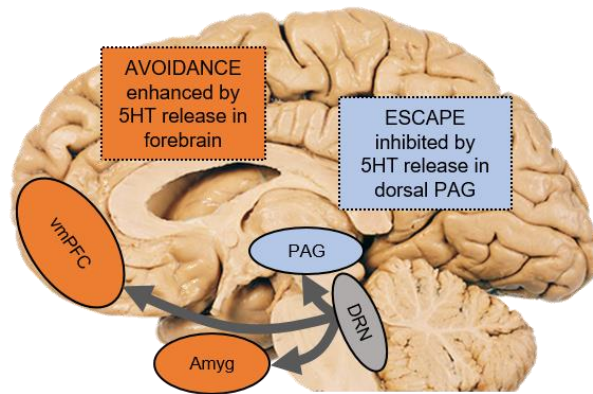 AVOIDANCE
enhanced by
5HT release in
forebrain
ESCAPE
inhibited by
5HT release in
dorsal PAG
vmPFC
PAG
DRN
Amyg